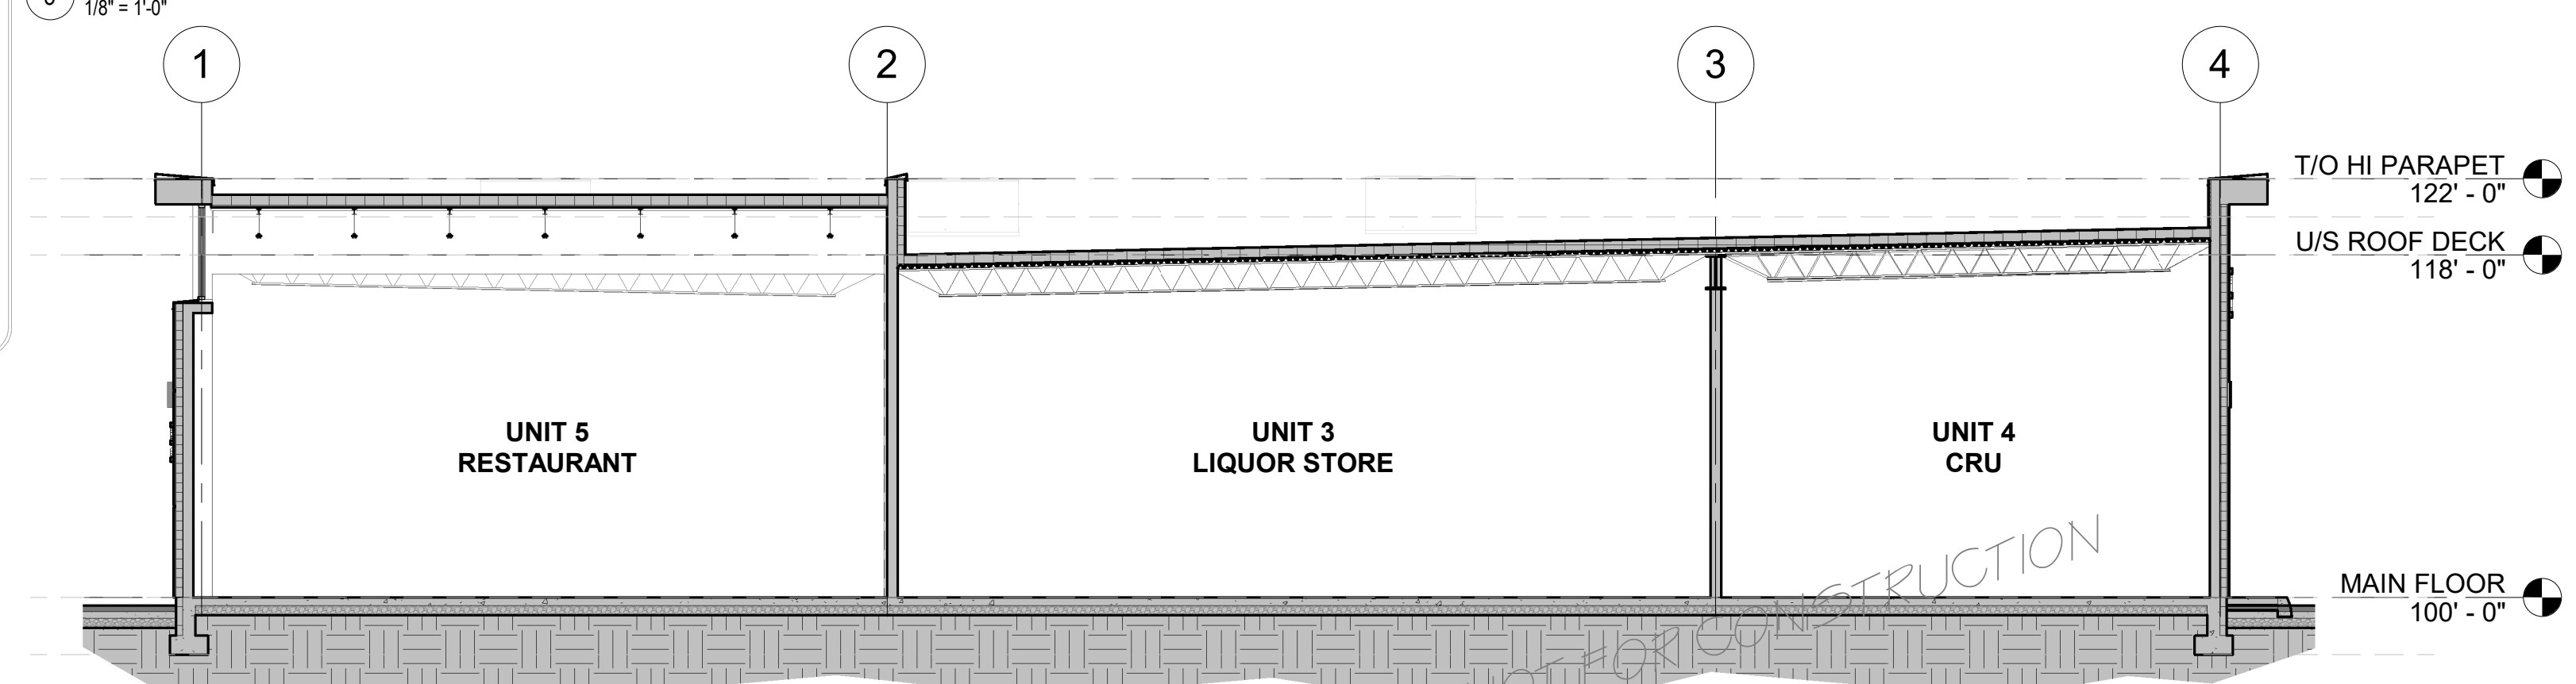 1/8" = 1'-0"
1
2
3
4
T/O HI PARAPET
122' - 0"
U/S ROOF DECK
118' - 0"
UNIT 5
RESTAURANT
UNIT 3
LIQUOR STORE
UNIT 4
CRU
MAIN FLOOR
100' - 0"
FOR CONSTRUCTION